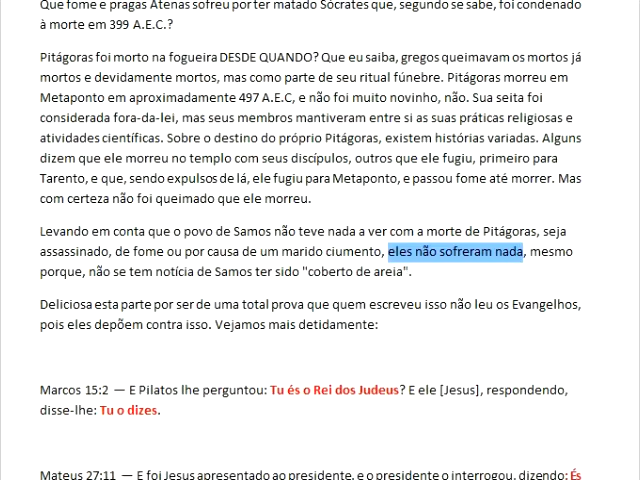 Que fome e pragas Atenas sofreu por ter matado Sócrates que, segundo se sabe, foi condenado
à morte em 399 A.E.C.?
Pitágoras foi morto na fogueira DESDE QUANDO? Que eu saiba, gregos queimavam os mortos já
mortos e devidamente mortos, mas como parte de seu ritual fúnebre. Pitágoras morreu em
Metaponto em aproximadamente 497 A.E.C, e não foi muito novinho, não. Sua seita foi
considerada fora-da-lei, mas seus membros mantiveram entre si as suas práticas religiosas e
atividades científicas. Sobre o destino do próprio Pitágoras, existem histórias variadas. Alguns
dizem que ele morreu no templo com seus discípulos, outros que ele fugiu, primeiro para
Tarento, e que, sendo expulsos de lá, ele fugiu para Metaponto, e passou fome até morrer. Mas
com certeza não foi queimado que ele morreu.
Levando em conta que o povo de Samos não teve nada a ver com a morte de Pitágoras, seja
assassinado, de fome ou por causa de um marido ciumento, eles não sofreram nada, mesmo
porque, não se tem notícia de Samos ter sido "coberto de areia".
Deliciosa esta parte por ser de uma total prova que quem escreveu isso não leu os Evangelhos,
pois eles depõem contra isso. Vejamos mais detidamente:
Marcos 15:2 — E Pilatos lhe perguntou: Tu és o Rei dos Judeus? E ele [Jesus], respondendo,
disse-lhe: Tu o dizes.
Mateus 27:11 — E foi Jesus apresentado ao presidente, e o presidente o interrogou, dizendo: És